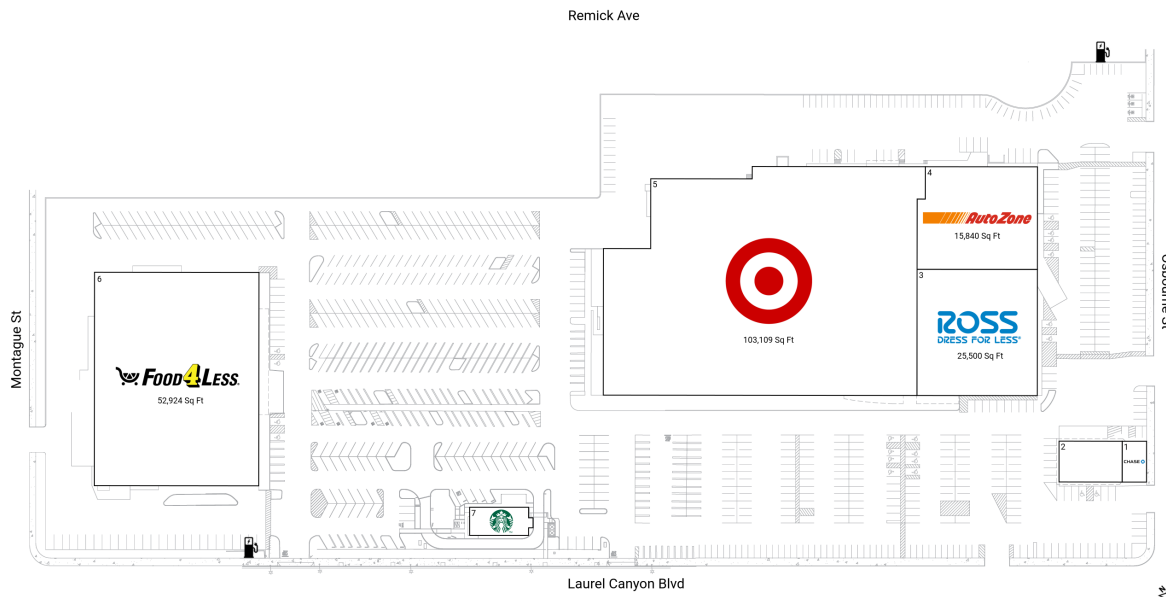 Remick Ave
4
AutoZone
15,840 Sq Ft
5
103,109 Sq Ft
3
ROSS
DRESS FOR LESS®
25,500 Sq Ft
6
FOOD4LESS.
52,924 Sq Ft
Montague St
Osbourne St
2
1
CHASE
7
Laurel Canyon Blvd